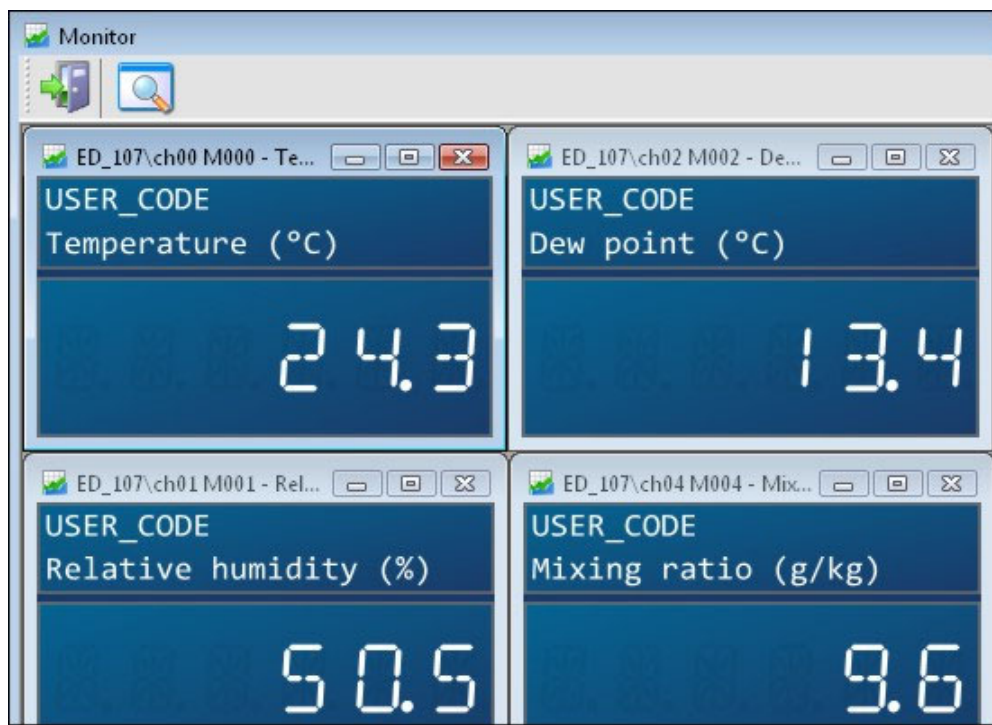 Monitor
ED_107\ch00 M000 - Te...
USER_CODE
Temperature (°C)
24.3
ED_107\ch02 M002 - De...
USER_CODE
Dew point (°C)
13.4
ED_107\ch01 M001 - Rel...
USER_CODE
Relative humidity (%)
50.5
ED_107\ch04 M004 - Mix...
USER_CODE
Mixing ratio (g/kg)
9.6